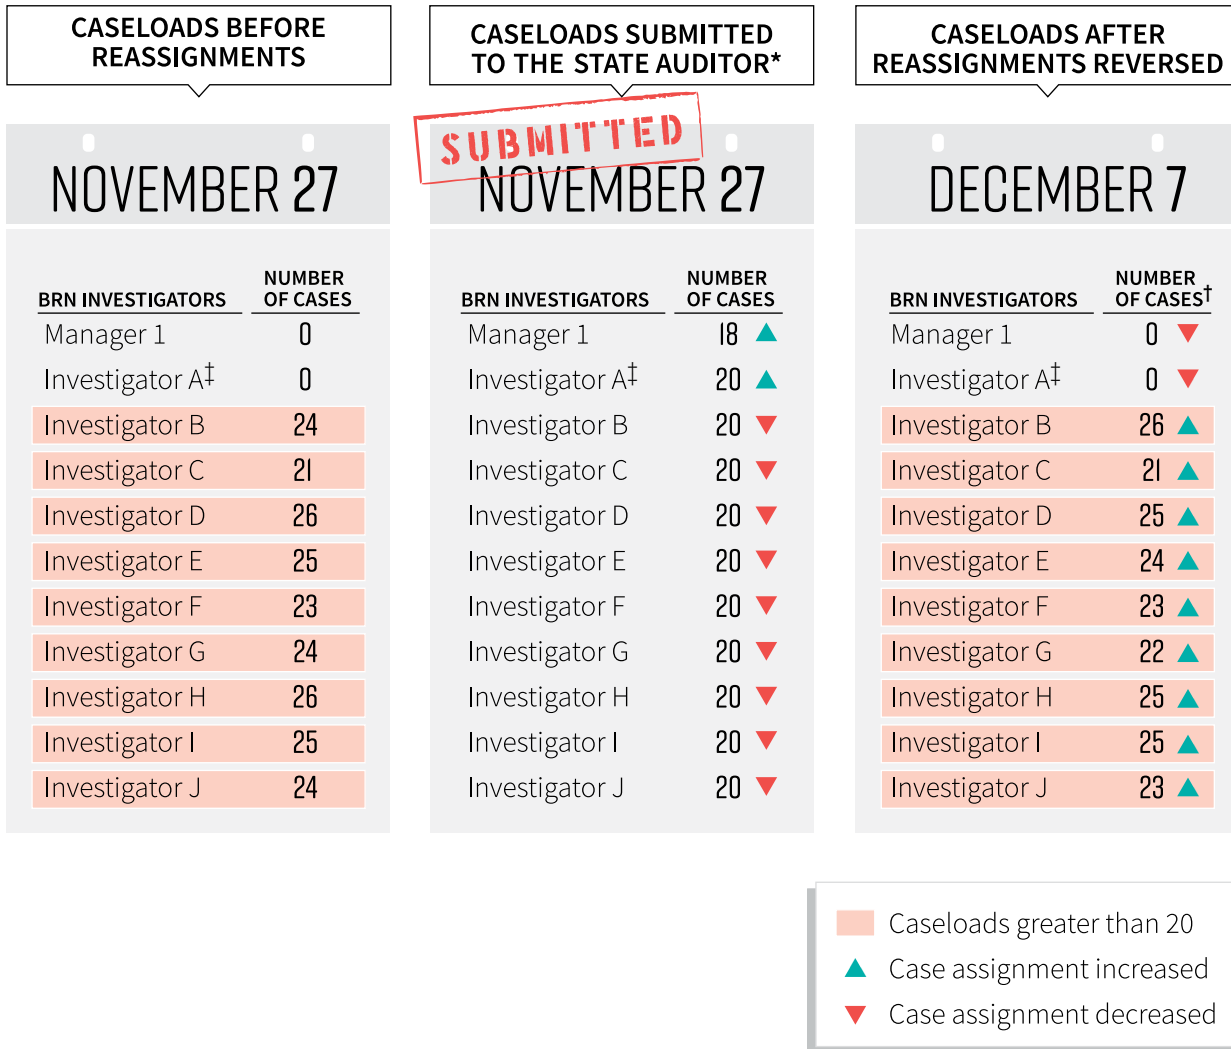 CASELOADS BEFORE
REASSIGNMENTS
NOVEMBER 27
BRN INVESTIGATORS NUMBER OF CASES
Manager 1 0
Investigator A‡ 0
Investigator B 24
Investigator C 21
Investigator D 26
Investigator E 25
Investigator F 23
Investigator G 24
Investigator H 26
Investigator I 25
Investigator J 24
CASELOADS SUBMITTED
TO THE STATE AUDITOR*
SUBMITTED
NOVEMBER 27
BRN INVESTIGATORS NUMBER OF CASES
Manager 1 18 ▲
Investigator A‡ 20 ▲
Investigator B 20 ▼
Investigator C 20 ▼
Investigator D 20 ▼
Investigator E 20 ▼
Investigator F 20 ▼
Investigator G 20 ▼
Investigator H 20 ▼
Investigator I 20 ▼
Investigator J 20 ▼
CASELOADS AFTER
REASSIGNMENTS REVERSED
DECEMBER 7
BRN INVESTIGATORS NUMBER OF CASES†
Manager 1 0 ▼
Investigator A‡ 0 ▼
Investigator B 26 ▲
Investigator C 21 ▲
Investigator D 25 ▲
Investigator E 24 ▲
Investigator F 23 ▲
Investigator G 22 ▲
Investigator H 25 ▲
Investigator I 25 ▲
Investigator J 23 ▲
Caseloads greater than 20
▲ Case assignment increased
▼ Case assignment decreased